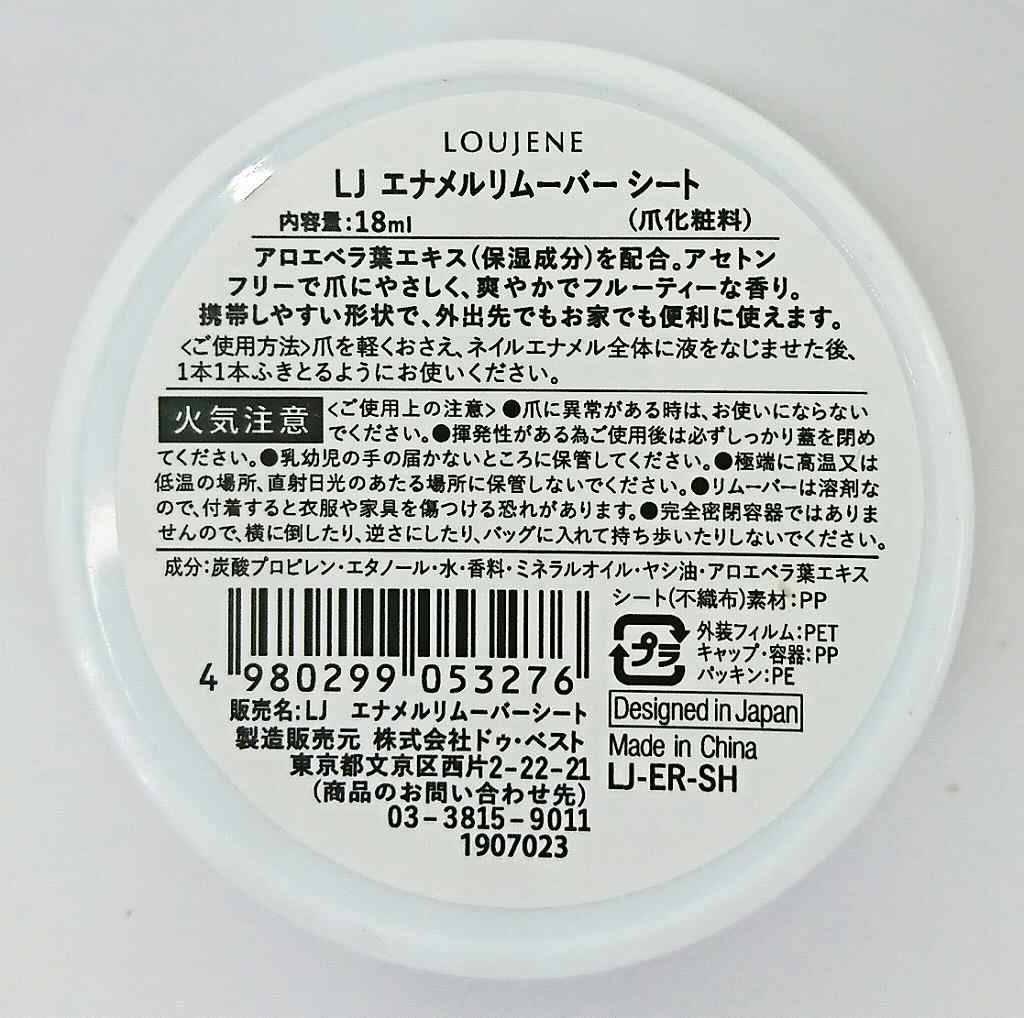 LOUJENE
LJ エナメルリムーバー シート
内容量:18ml (爪化粧料)
アロエベラ葉エキス(保湿成分)を配合。アセトン
フリーで爪にやさしく、爽やかでフルーティーな香り。
携帯しやすい形状で、外出先でもお家でも便利に使えます。
<ご使用方法>爪を軽くおさえ、ネイルエナメル全体に液をなじませた後、
1本1本ふきとるようにお使いください。
火気注意 <ご使用上の注意> ●爪に異常がある時は、お使いにならない
でください。●揮発性がある為ご使用後は必ずしっかり蓋を閉め
てください。●乳幼児の手の届かないところに保管してください。●極端に高温又は
低温の場所、直射日光のあたる場所に保管しないでください。●リムーバーは溶剤な
ので、付着すると衣服や家具を傷つける恐れがあります。●完全密閉容器ではありま
せんので、横に倒したり、逆さにしたり、バッグに入れて持ち歩いたりしないでください。
成分:炭酸プロピレン・エタノール・水・香料・ミネラルオイル・ヤシ油・アロエベラ葉エキス
シート(不織布)素材:PP
プラ
外装フィルム:PET
キャップ・容器:PP
パッキン:PE
4 980299 053276
販売名:LJ エナメルリムーバーシート
製造販売元 株式会社ドゥ・ベスト
東京都文京区西片2-22-21
(商品のお問い合わせ先)
03-3815-9011
1907023
Designed in Japan
Made in China
LJ-ER-SH